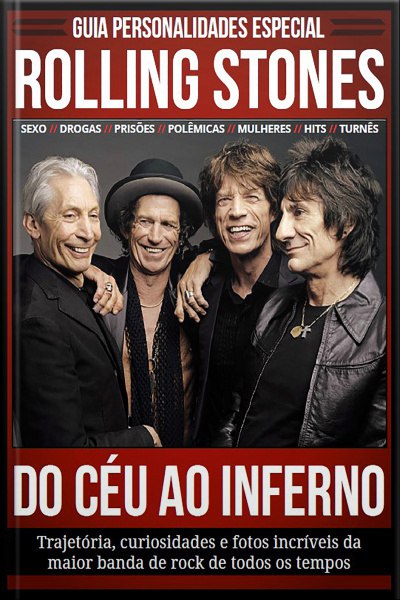 GUIA PERSONALIDADES ESPECIAL
ROLLING STONES
SEXO // DROGAS // PRISÕES // POLÊMICAS // MULHERES // HITS // TURNÊS
DO CÉU AO INFERNO
Trajetória, curiosidades e fotos incríveis da
maior banda de rock de todos os tempos